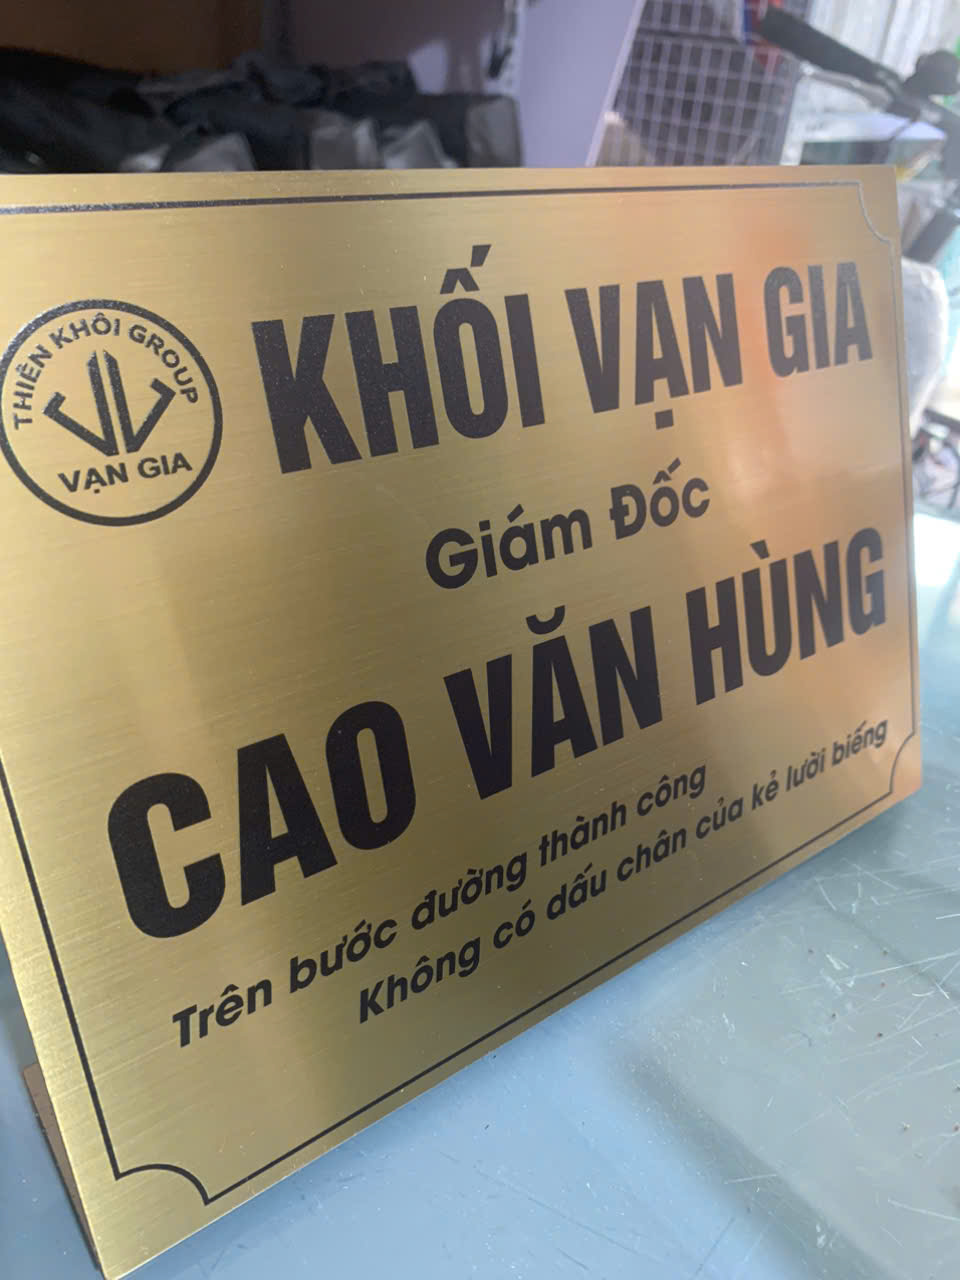 THIÊN KHÔI GROUP
VẠN GIA
KHỐI VẠN GIA
Giám Đốc
CAO VĂN HÙNG
Trên bước đường thành công
Không có dấu chân của kẻ lười biếng